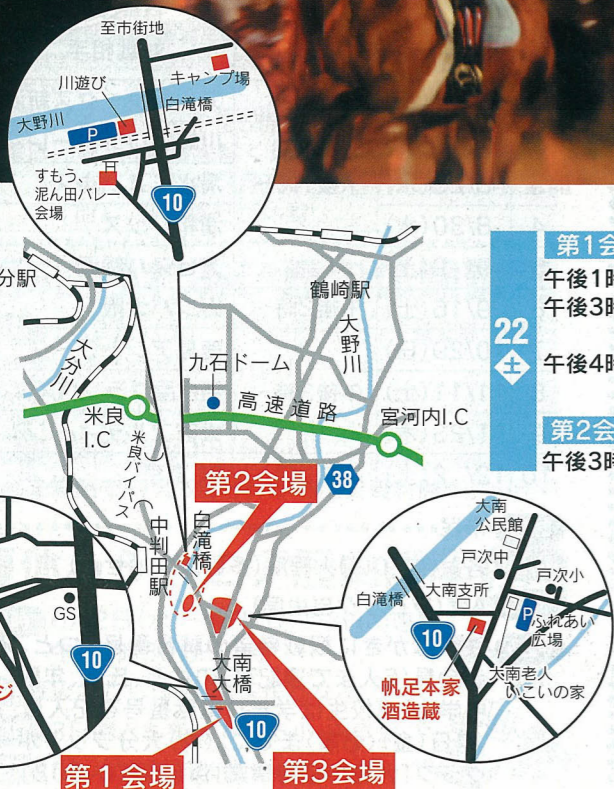 至市街地
川遊び
キャンプ場
大野川
白滝橋
P
すもう、
泥ん田バレー
会場
10
分駅
大分川
鶴崎駅
大野川
九石ドーム
米良
I.C
高速道路
宮河内I.C
米良バイパス
第2会場
38
中判田駅
白滝橋
GS
10
ジ
大南
大橋
10
第1会場
第3会場
大南
公民館
戸次中
白滝橋
大南支所
戸次小
P
ふれあい
広場
10
帆足本家
酒造蔵
大南老人
いこいの家
22
土
第1会
午後1時
午後3時
午後4時
第2会
午後3時